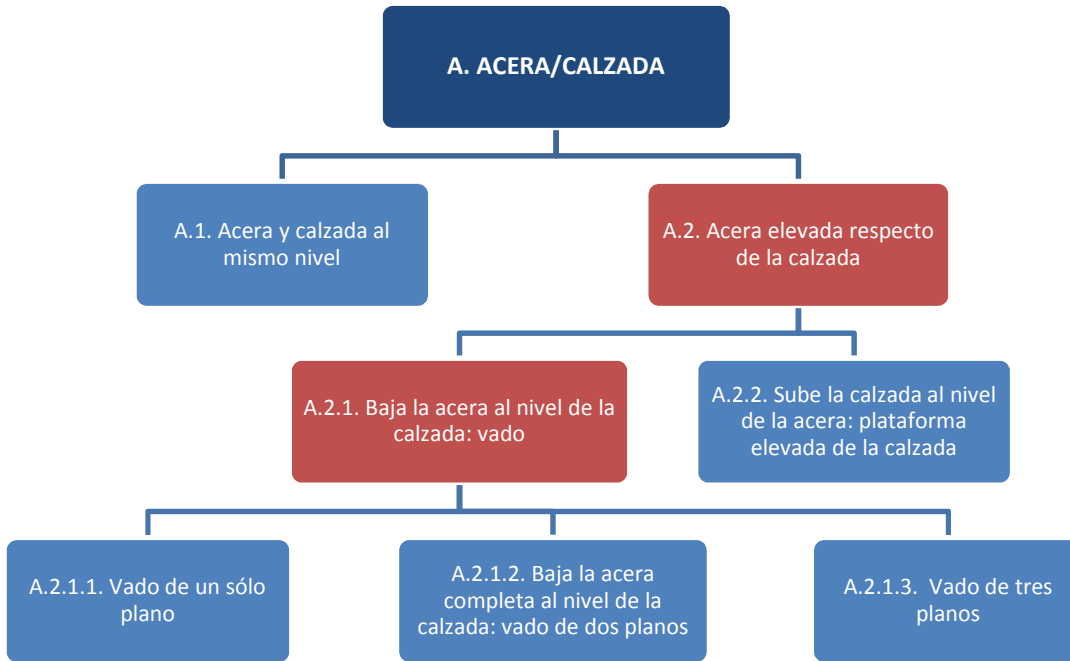 A. ACERA/CALZADA
A.1. Acera y calzada al
mismo nivel
A.2. Acera elevada respecto
de la calzada
A.2.1. Baja la acera al nivel de la
calzada: vado
A.2.2. Sube la calzada al nivel
de la acera: plataforma
elevada de la calzada
A.2.1.1. Vado de un sólo
plano
A.2.1.2. Baja la acera
completa al nivel de la
calzada: vado de dos planos
A.2.1.3. Vado de tres
planos